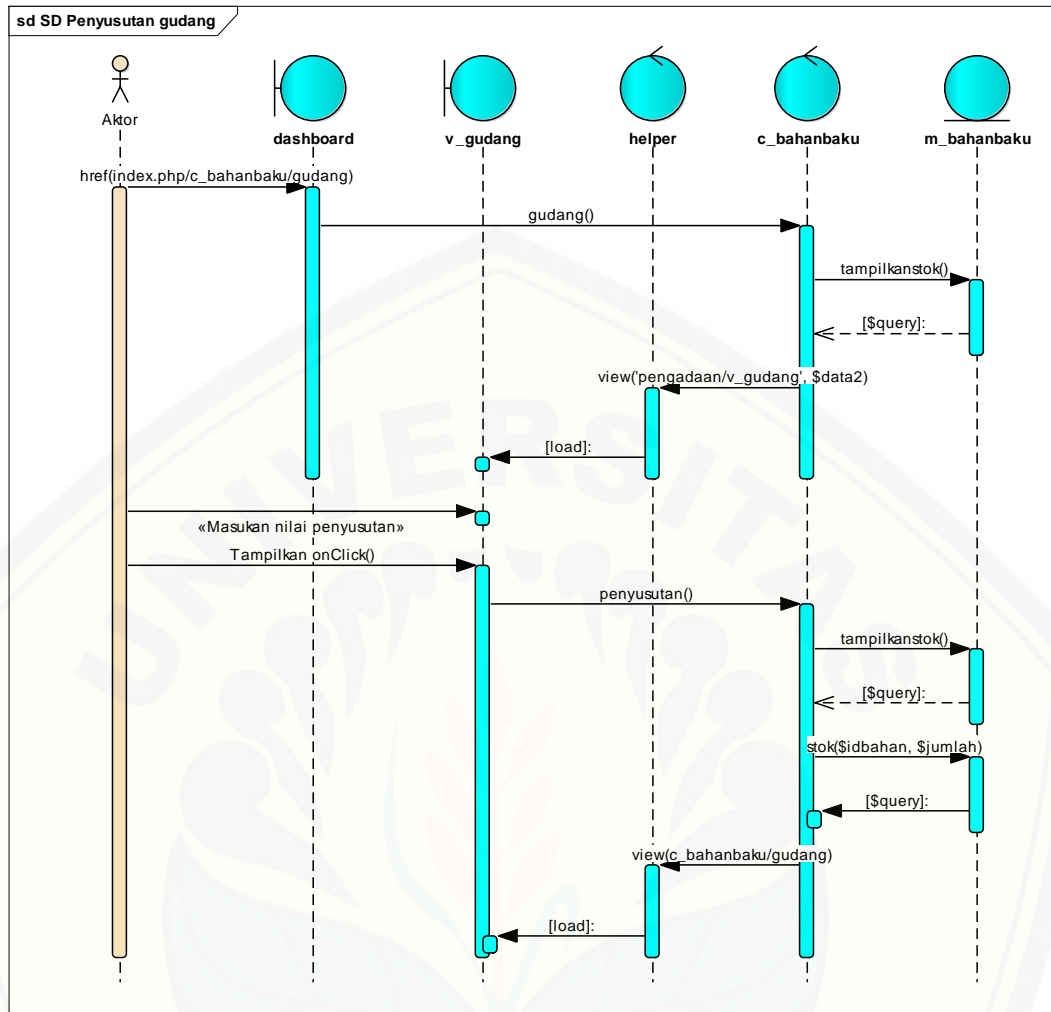 sd SD Penyusutan gudang
Aktor
dashboard
v_gudang
helper
c_bahanbaku
m_bahanbaku
href(index.php/c_bahanbaku/gudang)
gudang()
tampilkanstok()
[$query]:
view('pengadaan/v_gudang', $data2)
[load]:
«Masukan nilai penyusutan»
Tampilkan onClick()
penyusutan()
tampilkanstok()
[$query]:
stok($idbahan, $jumlah)
[$query]:
view(c_bahanbaku/gudang)
[load]:
UNIVERSITAS